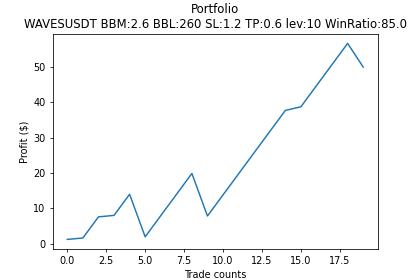 Portfolio
WAVESUSDT BBM:2.6 BBL:260 SL:1.2 TP:0.6 lev:10 WinRatio:85.0
Profit ($)
50
40
30
20
10
0
0.0 2.5 5.0 7.5 10.0 12.5 15.0 17.5
Trade counts